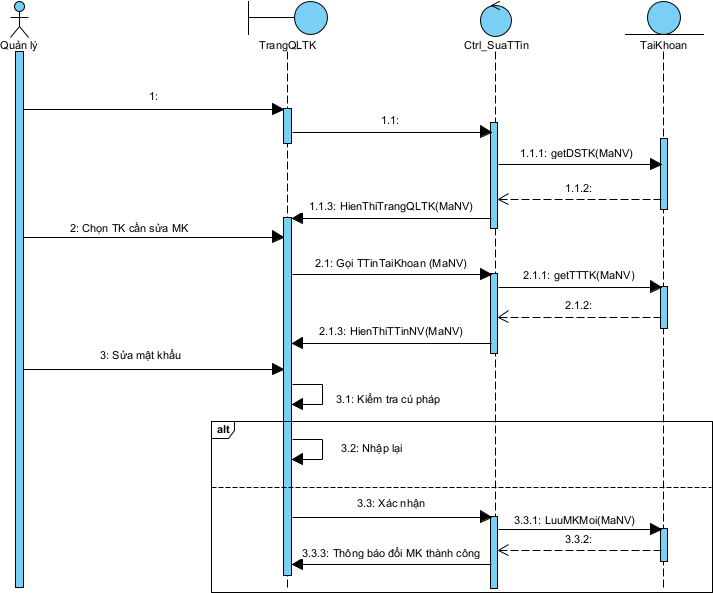 Quản lý
TrangQLTK
Ctrl_SuaTTin
TaiKhoan
1:
1.1:
1.1.1: getDSTK(MaNV)
1.1.2:
1.1.3: HienThiTrangQLTK(MaNV)
2: Chọn TK cần sửa MK
2.1: Gọi TTinTaiKhoan (MaNV)
2.1.1: getTTTK(MaNV)
2.1.2:
2.1.3: HienThiTTinNV(MaNV)
3: Sửa mật khẩu
3.1: Kiểm tra cú pháp
alt
3.2: Nhập lại
3.3: Xác nhận
3.3.1: LuuMKMoi(MaNV)
3.3.2:
3.3.3: Thông báo đổi MK thành công